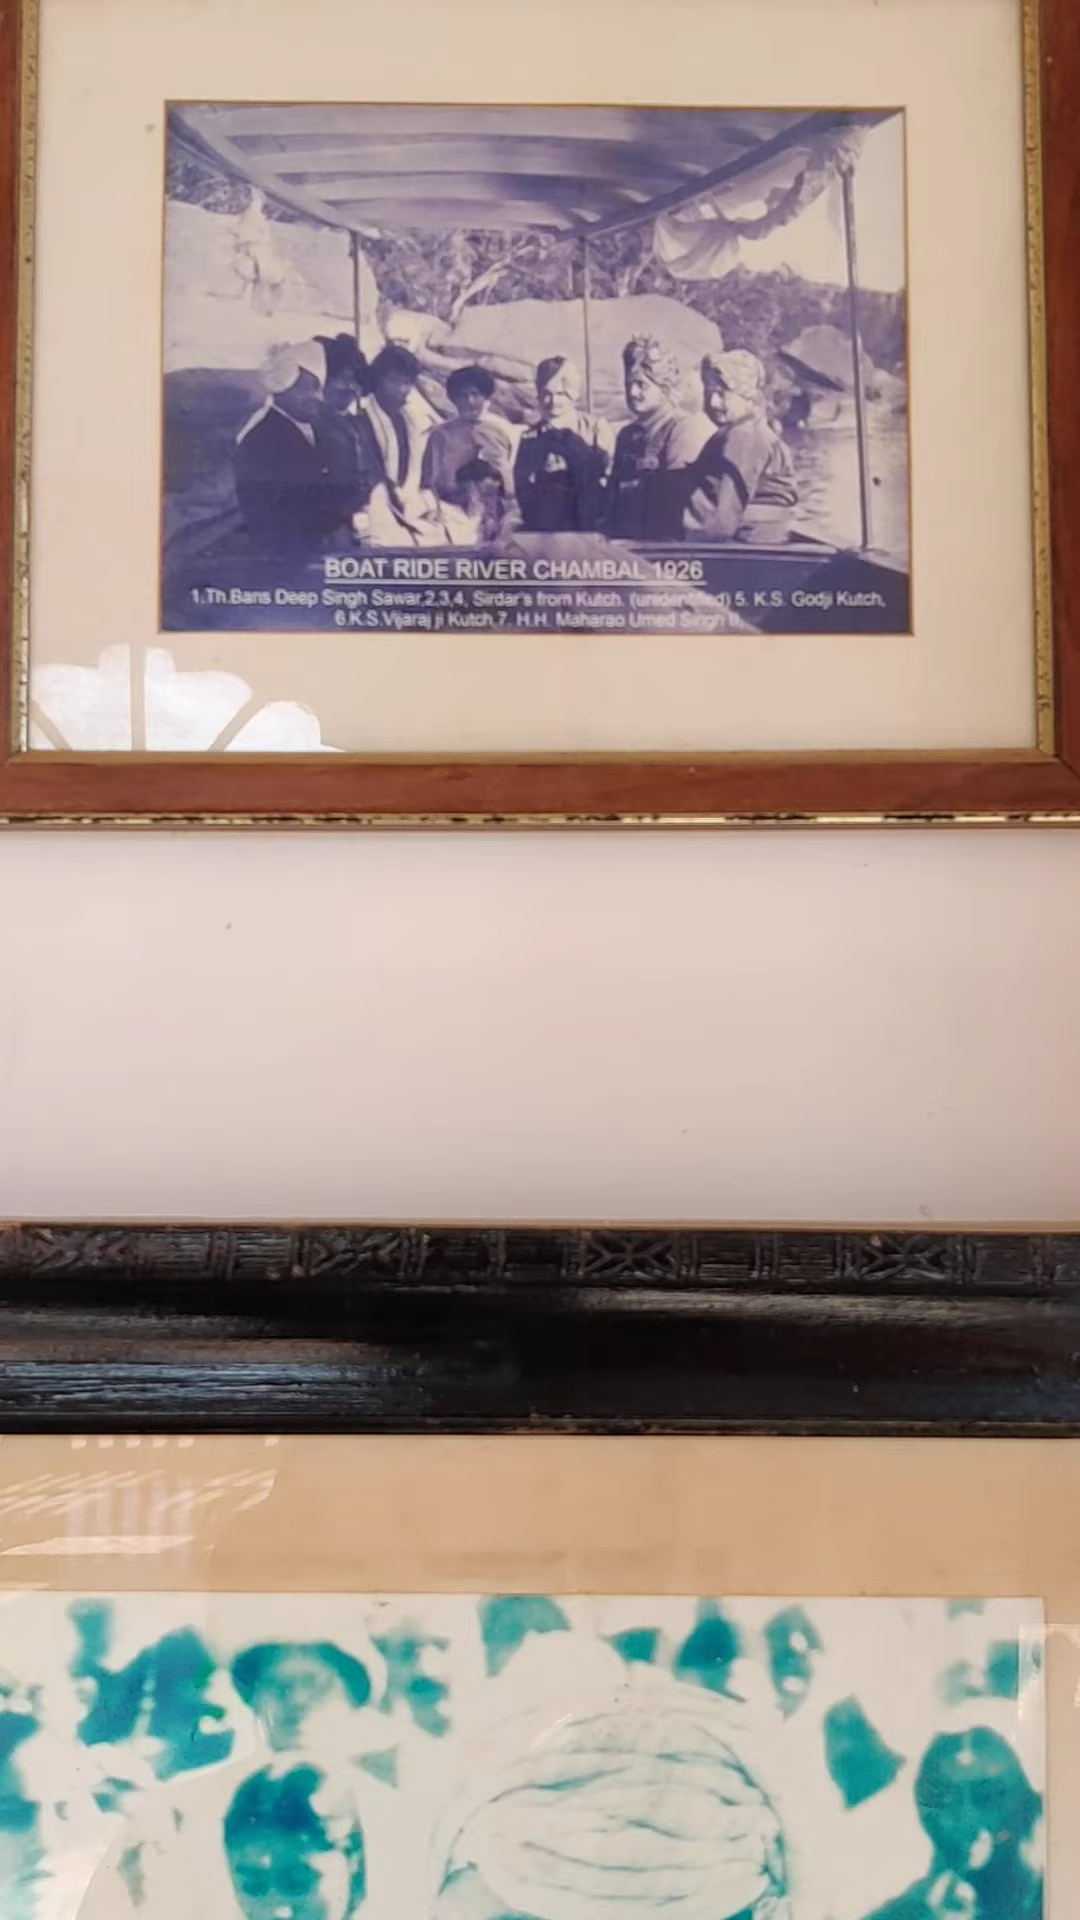 BOAT RIDE RIVER CHAMBAL 1926
1.Th.Bans Deep Singh Sawar,2,3,4, Sirdar's from Kutch. (unidentified) 5. K.S. Godji Kutch,
6.K.S.Vijaraj ji Kutch,7. H.H. Maharao Umed Singh II,